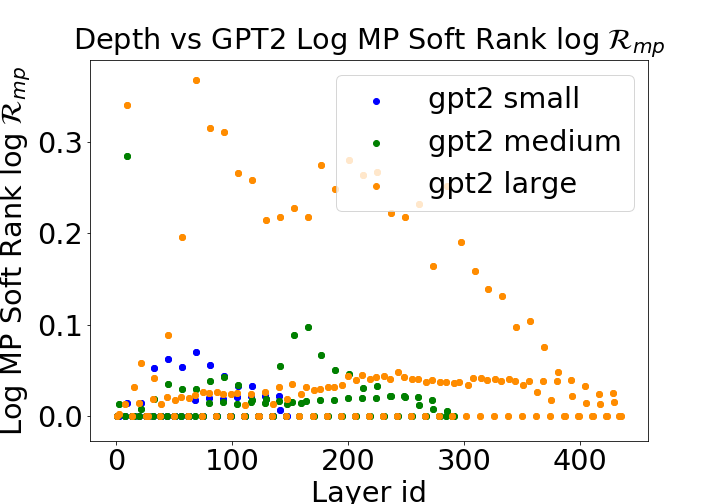 Depth vs GPT2 Log MP Soft Rank log 𝓡ₘₚ
Log MP Soft Rank log 𝓡ₘₚ
0.3
0.2
0.1
0.0
gpt2 small
gpt2 medium
gpt2 large
0 100 200 300 400
Layer id